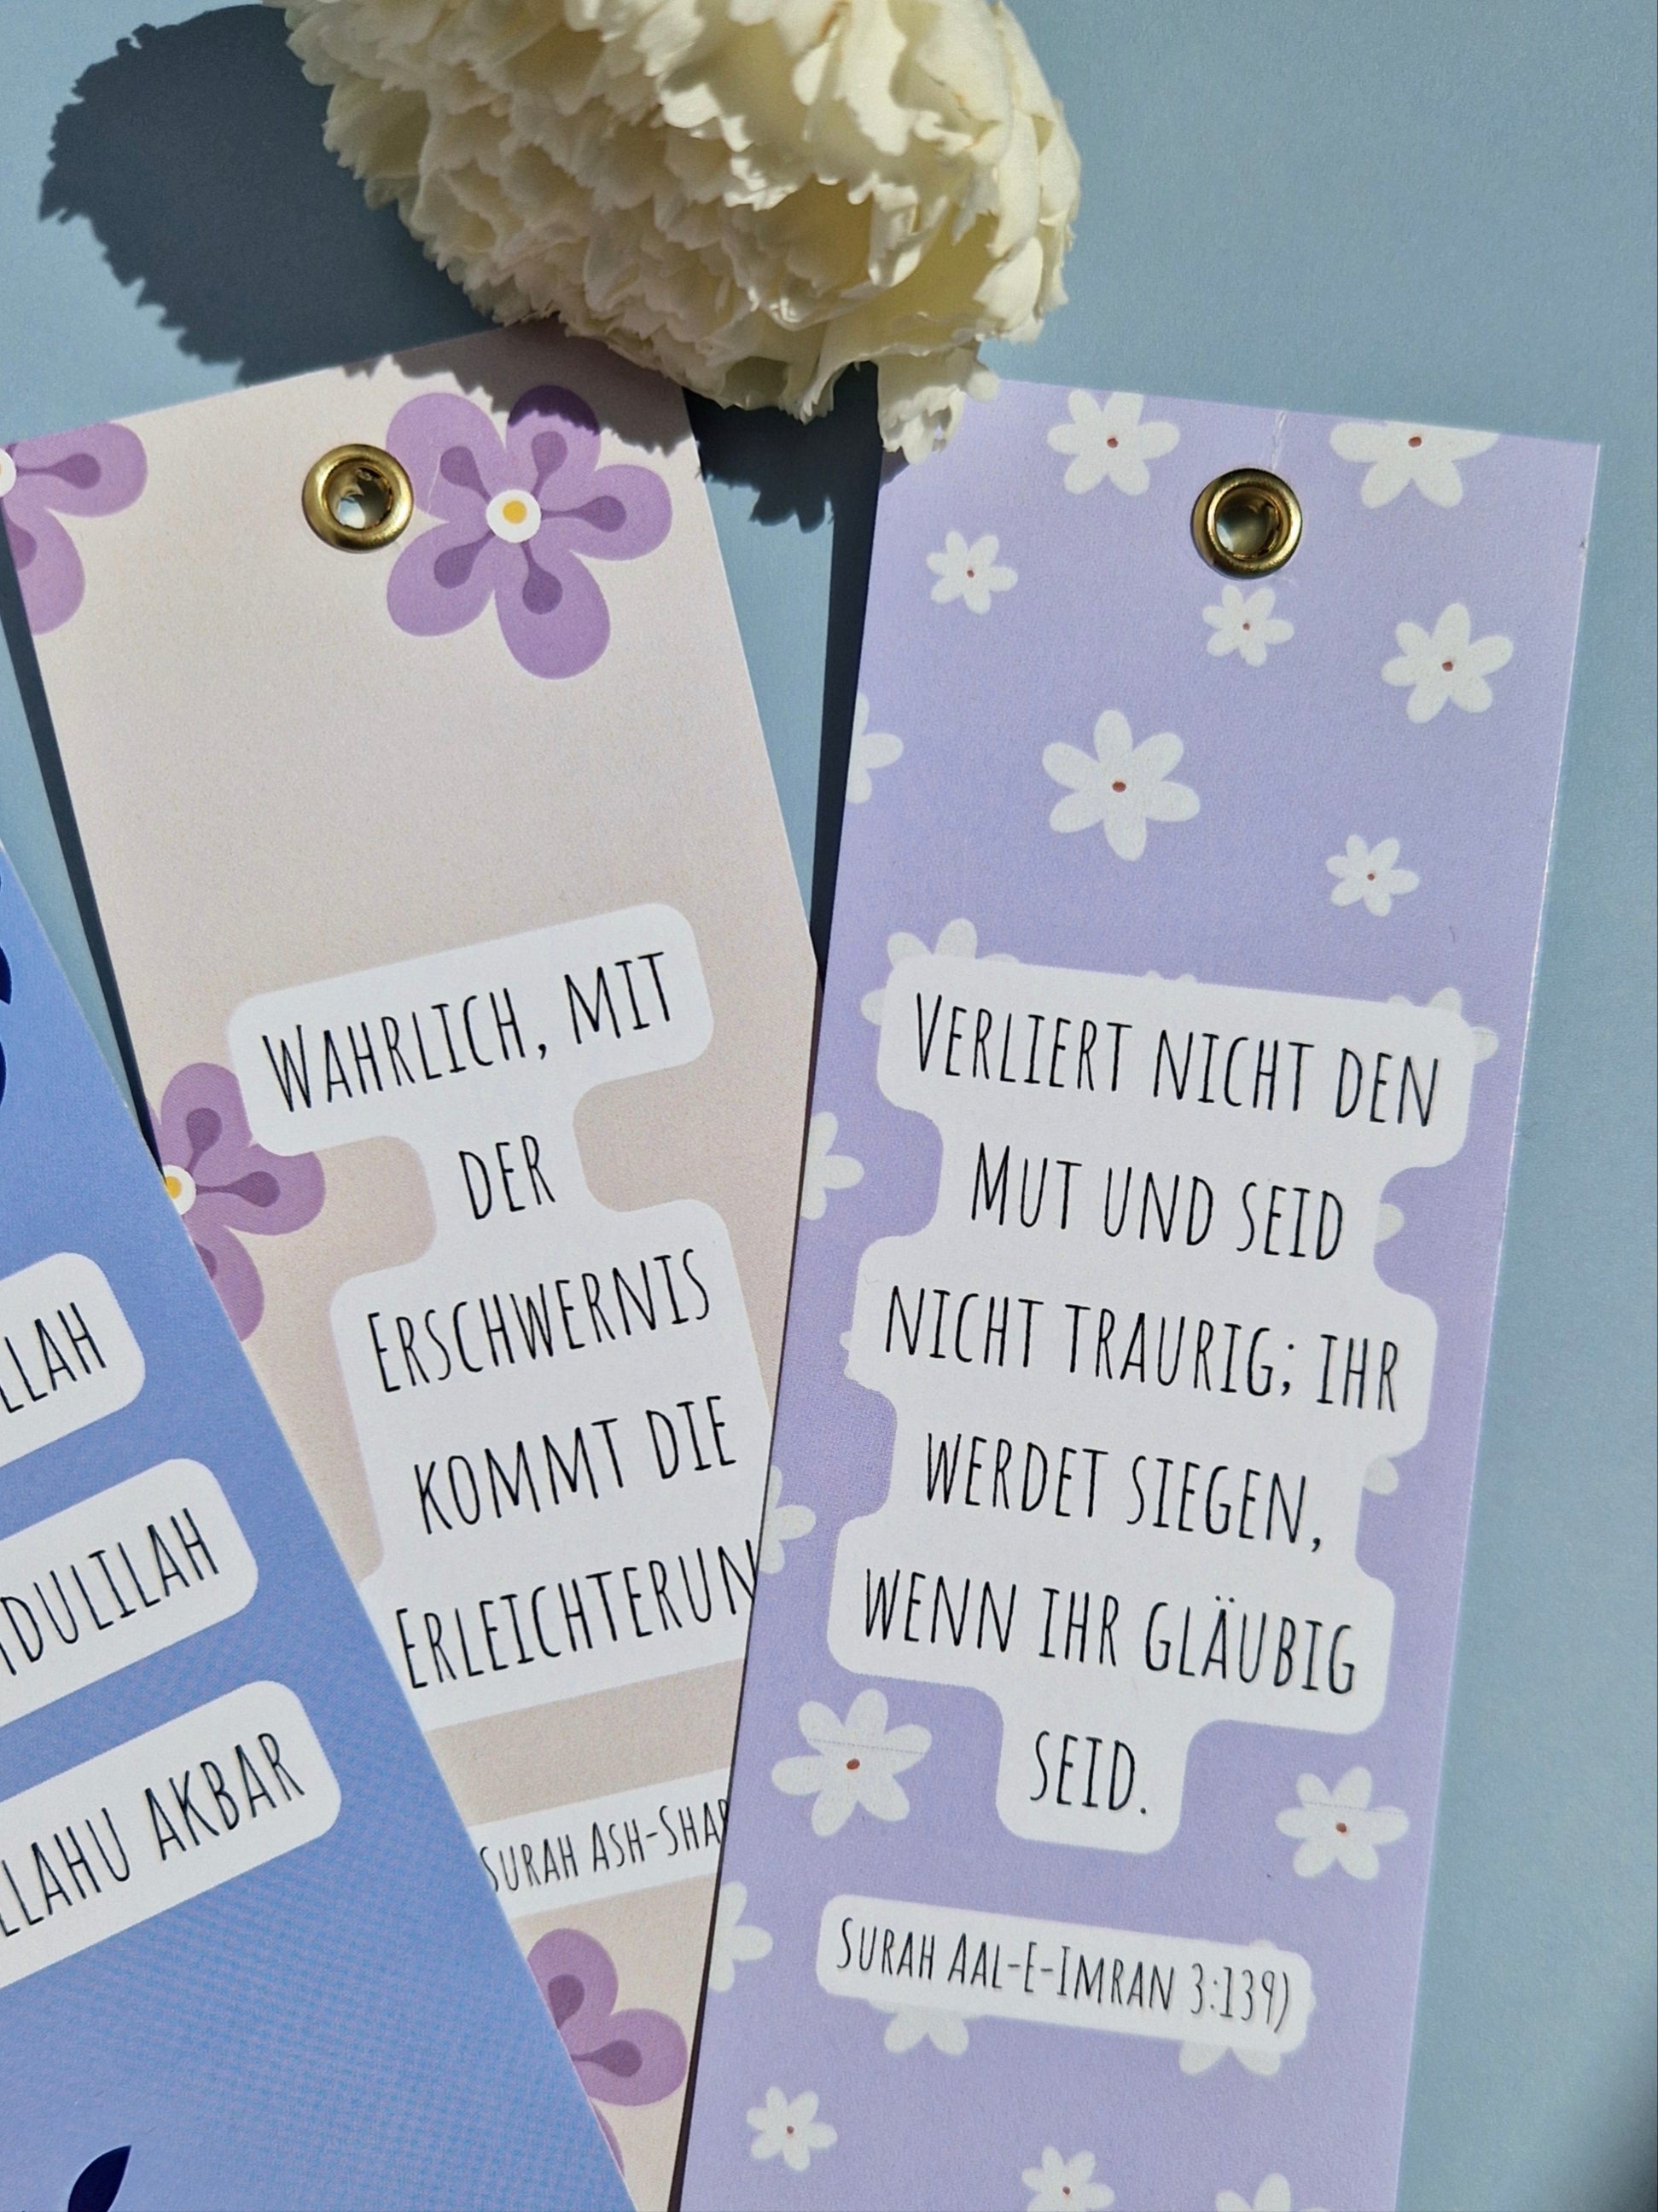 LLAH
DULILAH
LLAHU AKBAR
WAHRLICH, MIT
DER
ERSCHWERNIS
KOMMT DIE
ERLEICHTERUN
SURAH ASH-SHAR
VERLIERT NICHT DEN
MUT UND SEID
NICHT TRAURIG; IHR
WERDET SIEGEN,
WENN IHR GLÄUBIG
SEID.
SURAH AAL-E-IMRAN 3:139)